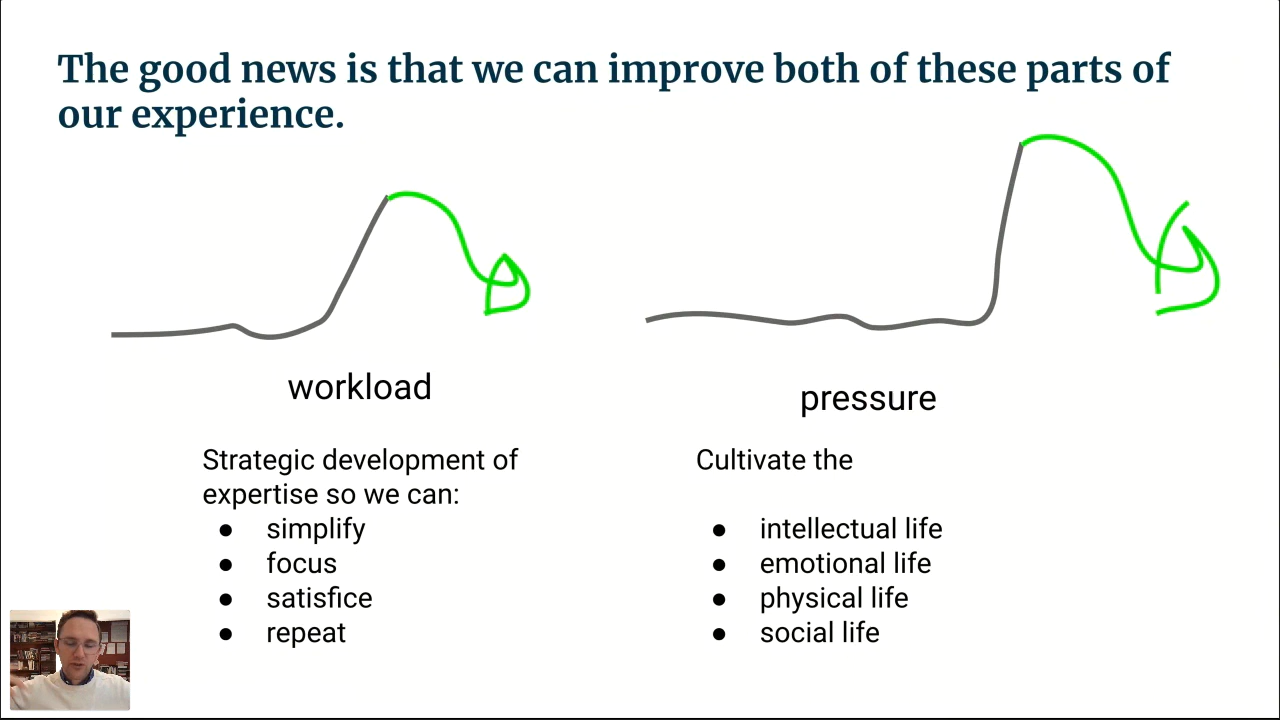 The good news is that we can improve both of these parts of
our experience.
workload
Strategic development of
expertise so we can:
● simplify
● focus
● satisfice
● repeat
pressure
Cultivate the
● intellectual life
● emotional life
● physical life
● social life